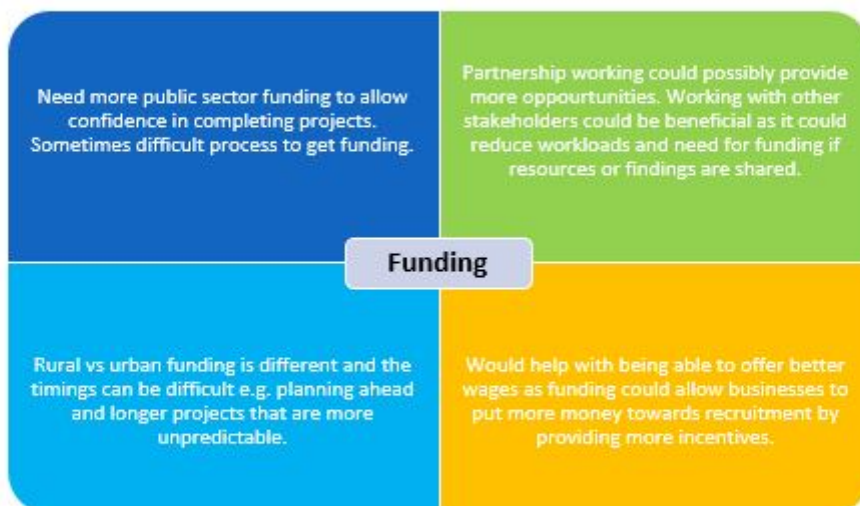 Need more public sector funding to allow
confidence in completing projects.
Sometimes difficult process to get funding.
Partnership working could possibly provide
more oppourtunities. Working with other
stakeholders could be beneficial as it could
reduce workloads and need for funding if
resources or findings are shared.
Funding
Rural vs urban funding is different and the
timings can be difficult e.g. planning ahead
and longer projects that are more
unpredictable.
Would help with being able to offer better
wages as funding could allow businesses to
put more money towards recruitment by
providing more incentives.